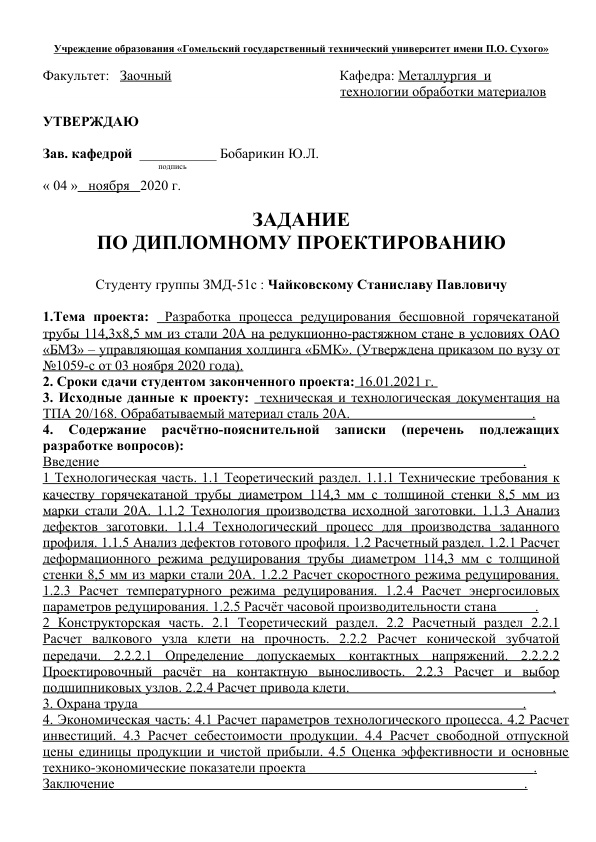 Учреждение образования «Гомельский государственный технический университет имени П.О. Сухого»
Факультет: Заочный Кафедра: Металлургия и
технологии обработки материалов
УТВЕРЖДАЮ
Зав. кафедрой ___________ Бобарикин Ю.Л.
подпись
« 04 » ноября 2020 г.
ЗАДАНИЕ
ПО ДИПЛОМНОМУ ПРОЕКТИРОВАНИЮ
Студенту группы ЗМД-51с : Чайковскому Станиславу Павловичу
1.Тема проекта: Разработка процесса редуцирования бесшовной горячекатаной
трубы 114,3х8,5 мм из стали 20А на редукционно-растяжном стане в условиях ОАО
«БМЗ» – управляющая компания холдинга «БМК». (Утверждена приказом по вузу от
№1059-с от 03 ноября 2020 года).
2. Сроки сдачи студентом законченного проекта: 16.01.2021 г.
3. Исходные данные к проекту: техническая и технологическая документация на
ТПА 20/168. Обрабатываемый материал сталь 20А. .
4. Содержание расчётно-пояснительной записки (перечень подлежащих
разработке вопросов):
Введение .
1 Технологическая часть. 1.1 Теоретический раздел. 1.1.1 Технические требования к
качеству горячекатаной трубы диаметром 114,3 мм с толщиной стенки 8,5 мм из
марки стали 20А. 1.1.2 Технология производства исходной заготовки. 1.1.3 Анализ
дефектов заготовки. 1.1.4 Технологический процесс для производства заданного
профиля. 1.1.5 Анализ дефектов готового профиля. 1.2 Расчетный раздел. 1.2.1 Расчет
деформационного режима редуцирования трубы диаметром 114,3 мм с толщиной
стенки 8,5 мм из марки стали 20А. 1.2.2 Расчет скоростного режима редуцирования.
1.2.3 Расчет температурного режима редуцирования. 1.2.4 Расчет энергосиловых
параметров редуцирования. 1.2.5 Расчёт часовой производительности стана .
2 Конструкторская часть. 2.1 Теоретический раздел. 2.2 Расчетный раздел 2.2.1
Расчет валкового узла клети на прочность. 2.2.2 Расчет конической зубчатой
передачи. 2.2.2.1 Определение допускаемых контактных напряжений. 2.2.2.2
Проектировочный расчёт на контактную выносливость. 2.2.3 Расчет и выбор
подшипниковых узлов. 2.2.4 Расчет привода клети. .
3. Охрана труда .
4. Экономическая часть: 4.1 Расчет параметров технологического процесса. 4.2 Расчет
инвестиций. 4.3 Расчет себестоимости продукции. 4.4 Расчет свободной отпускной
цены единицы продукции и чистой прибыли. 4.5 Оценка эффективности и основные
технико-экономические показатели проекта .
Заключение .